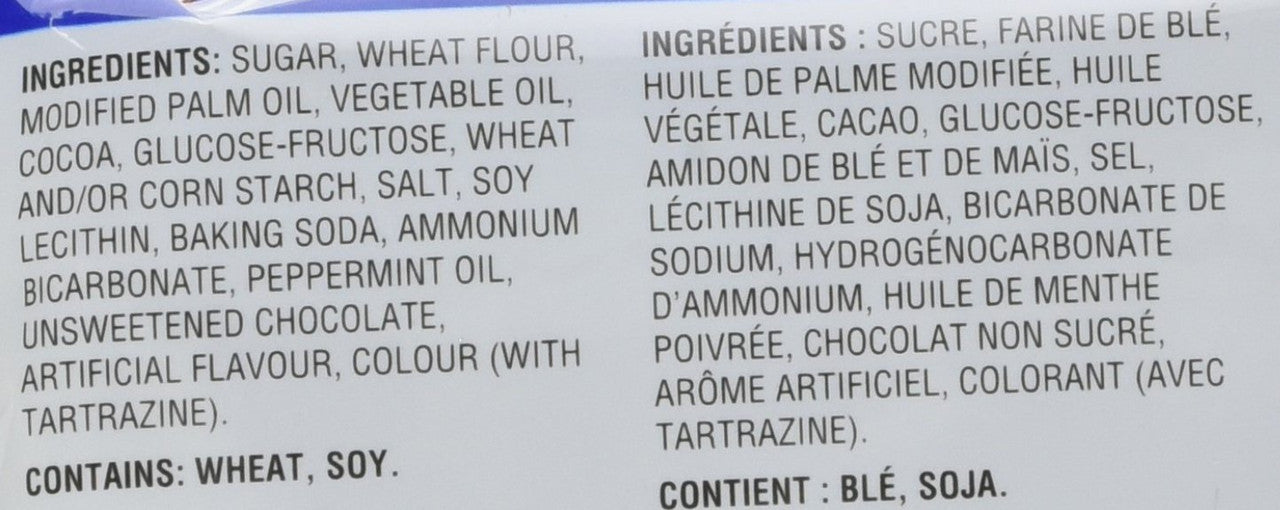 INGREDIENTS: SUGAR, WHEAT FLOUR,
MODIFIED PALM OIL, VEGETABLE OIL,
COCOA, GLUCOSE-FRUCTOSE, WHEAT
AND/OR CORN STARCH, SALT, SOY
LECITHIN, BAKING SODA, AMMONIUM
BICARBONATE, PEPPERMINT OIL,
UNSWEETENED CHOCOLATE,
ARTIFICIAL FLAVOUR, COLOUR (WITH
TARTRAZINE).
CONTAINS: WHEAT, SOY.
INGRÉDIENTS : SUCRE, FARINE DE BLÉ,
HUILE DE PALME MODIFIÉE, HUILE
VÉGÉTALE, CACAO, GLUCOSE-FRUCTOSE,
AMIDON DE BLÉ ET DE MAÏS, SEL,
LÉCITHINE DE SOJA, BICARBONATE DE
SODIUM, HYDROGÉNOCARBONATE
D'AMMONIUM, HUILE DE MENTHE
POIVRÉE, CHOCOLAT NON SUCRÉ,
ARÔME ARTIFICIEL, COLORANT (AVEC
TARTRAZINE).
CONTIENT : BLÉ, SOJA.